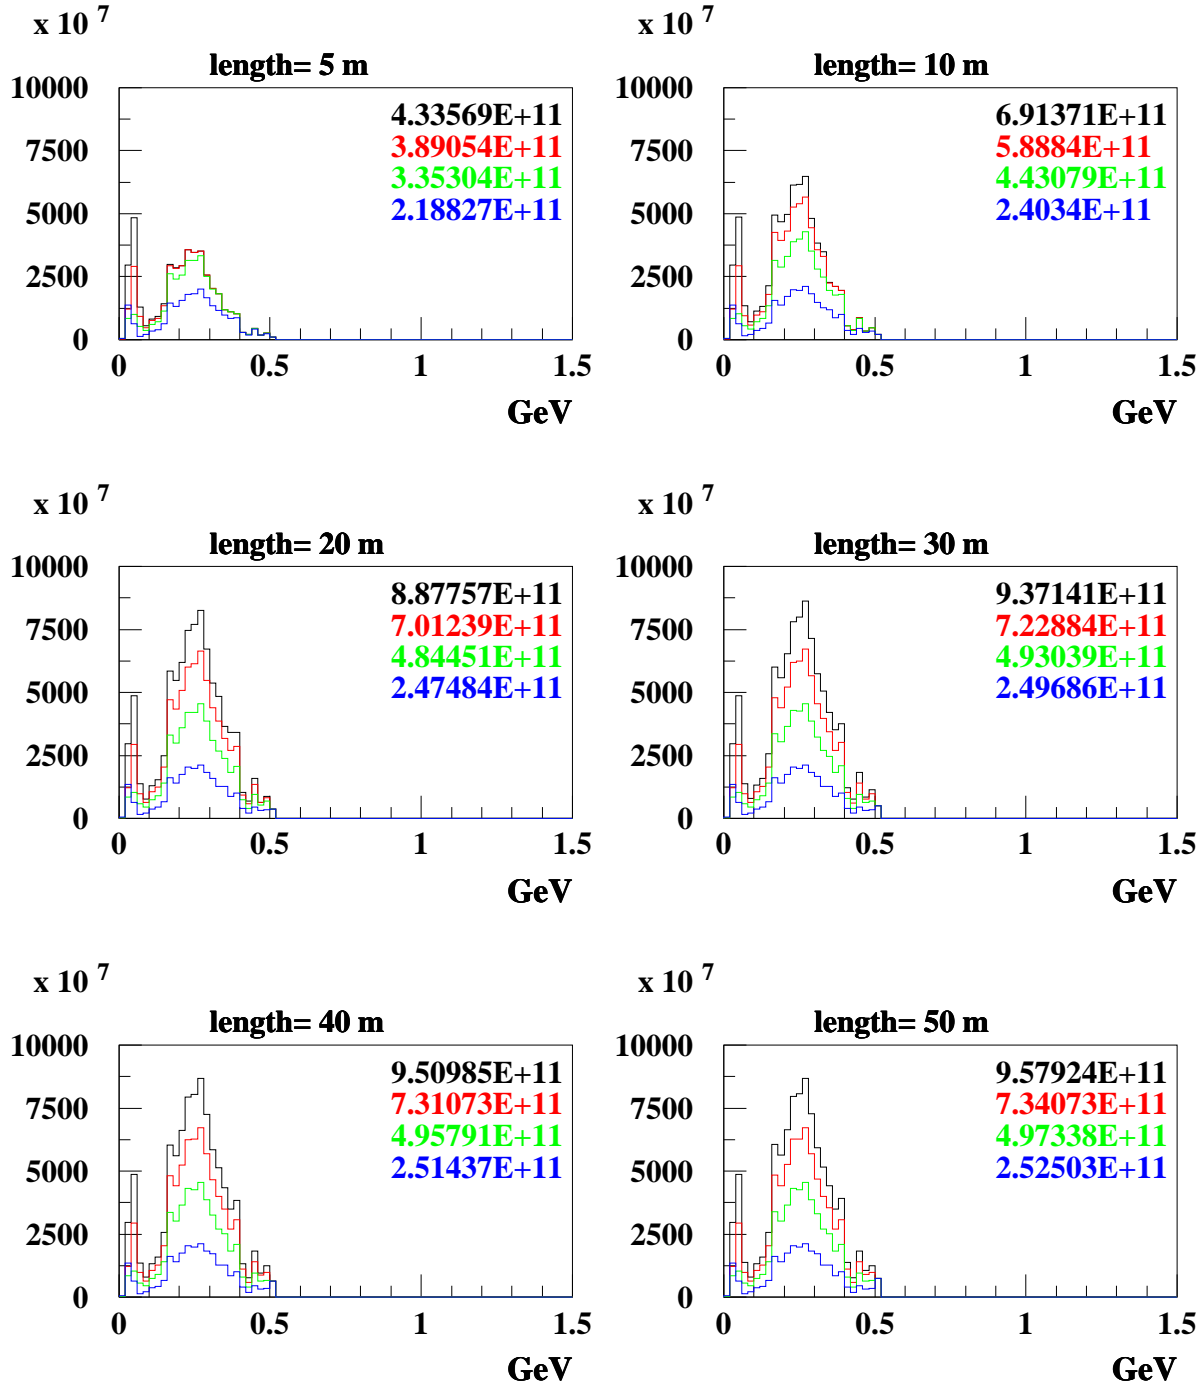 x 10 7
length= 5 m
10000
7500
5000
2500
0
4.33569E+11
3.89054E+11
3.35304E+11
2.18827E+11
0 0.5 1 1.5
GeV
x 10 7
length= 10 m
10000
7500
5000
2500
0
6.91371E+11
5.8884E+11
4.43079E+11
2.4034E+11
0 0.5 1 1.5
GeV
x 10 7
length= 20 m
10000
7500
5000
2500
0
8.87757E+11
7.01239E+11
4.84451E+11
2.47484E+11
0 0.5 1 1.5
GeV
x 10 7
length= 30 m
10000
7500
5000
2500
0
9.37141E+11
7.22884E+11
4.93039E+11
2.49686E+11
0 0.5 1 1.5
GeV
x 10 7
length= 40 m
10000
7500
5000
2500
0
9.50985E+11
7.31073E+11
4.95791E+11
2.51437E+11
0 0.5 1 1.5
GeV
x 10 7
length= 50 m
10000
7500
5000
2500
0
9.57924E+11
7.34073E+11
4.97338E+11
2.52503E+11
0 0.5 1 1.5
GeV